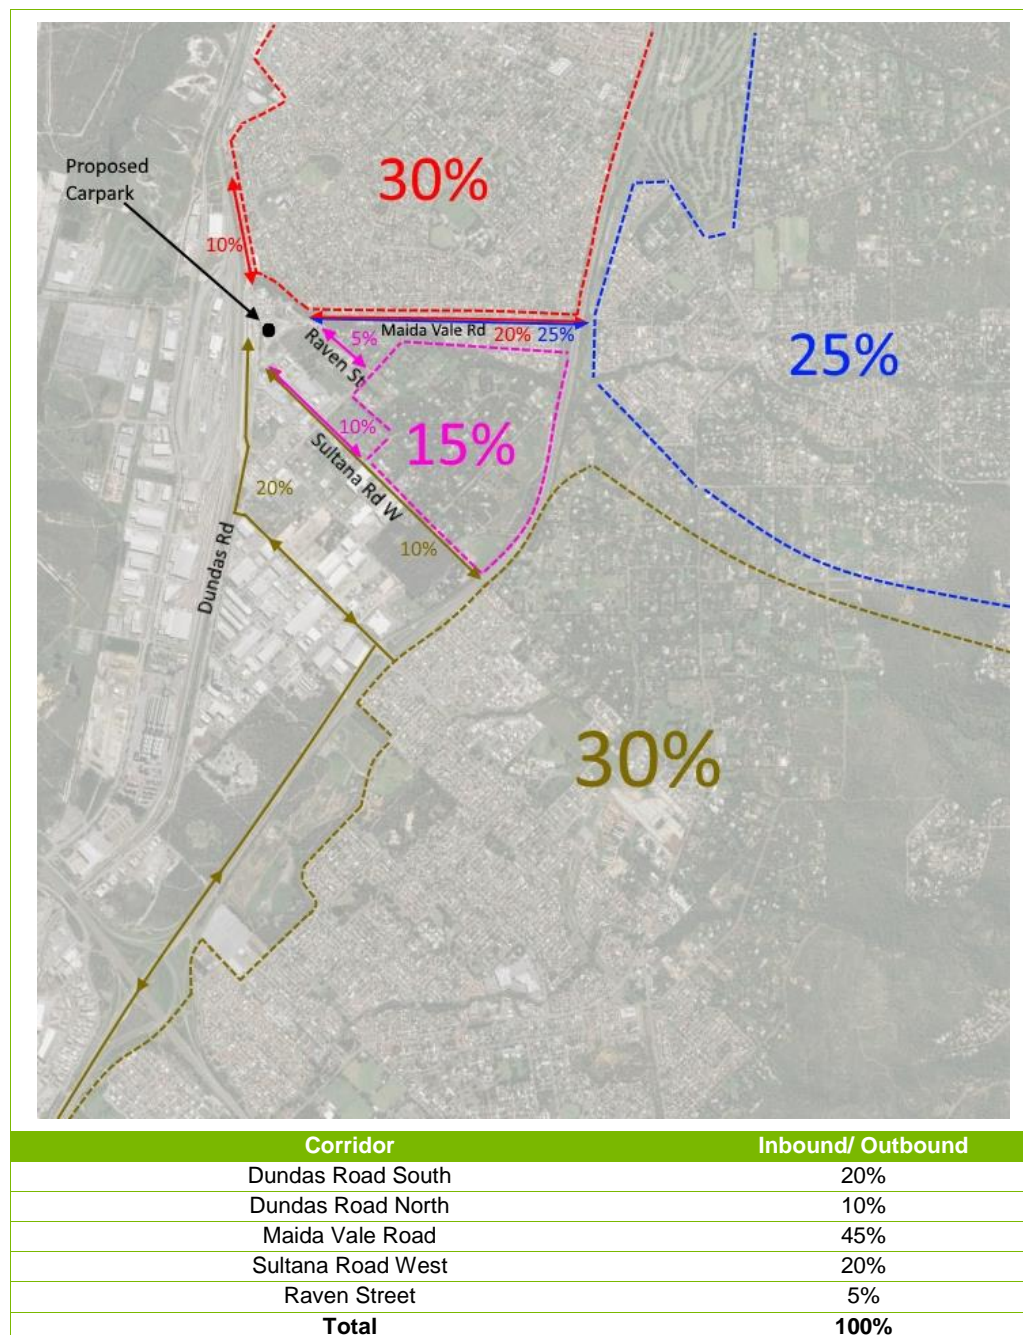 Proposed
Carpark
30%
10%
Maida Vale Rd
20%
25%
5%
Raven St
25%
10%
15%
Sultana Rd W
20%
10%
Dundas Rd
30%
Corridor Inbound/ Outbound
Dundas Road South 20%
Dundas Road North 10%
Maida Vale Road 45%
Sultana Road West 20%
Raven Street 5%
Total 100%